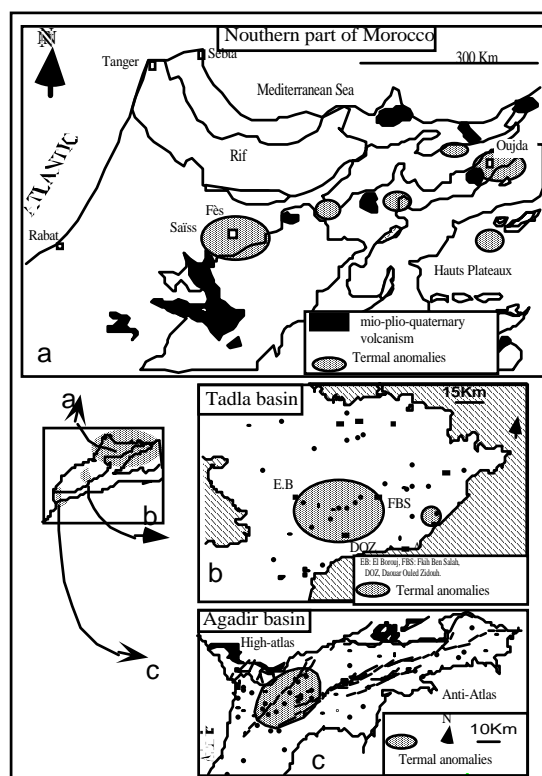 Nouthern part of Morocco
N
Sebta
Tanger
300 Km
Mediterranean Sea
ATLANTIC
Oujda
Rif
Fès
Saïss
Rabat
Hauts Plateaux
mio-plio-quaternary
volcanism
Termal anomalies
a
Tadla basin
15Km
a
E.B
FBS
b
DOZ
EB: El Borouj, FBS: Fkih Ben Salah,
DOZ, Daouar Ouled Zidouh.
b
Termal anomalies
Agadir basin
High-atlas
c
Anti-Atlas
N
10Km
Termal anomalies
c